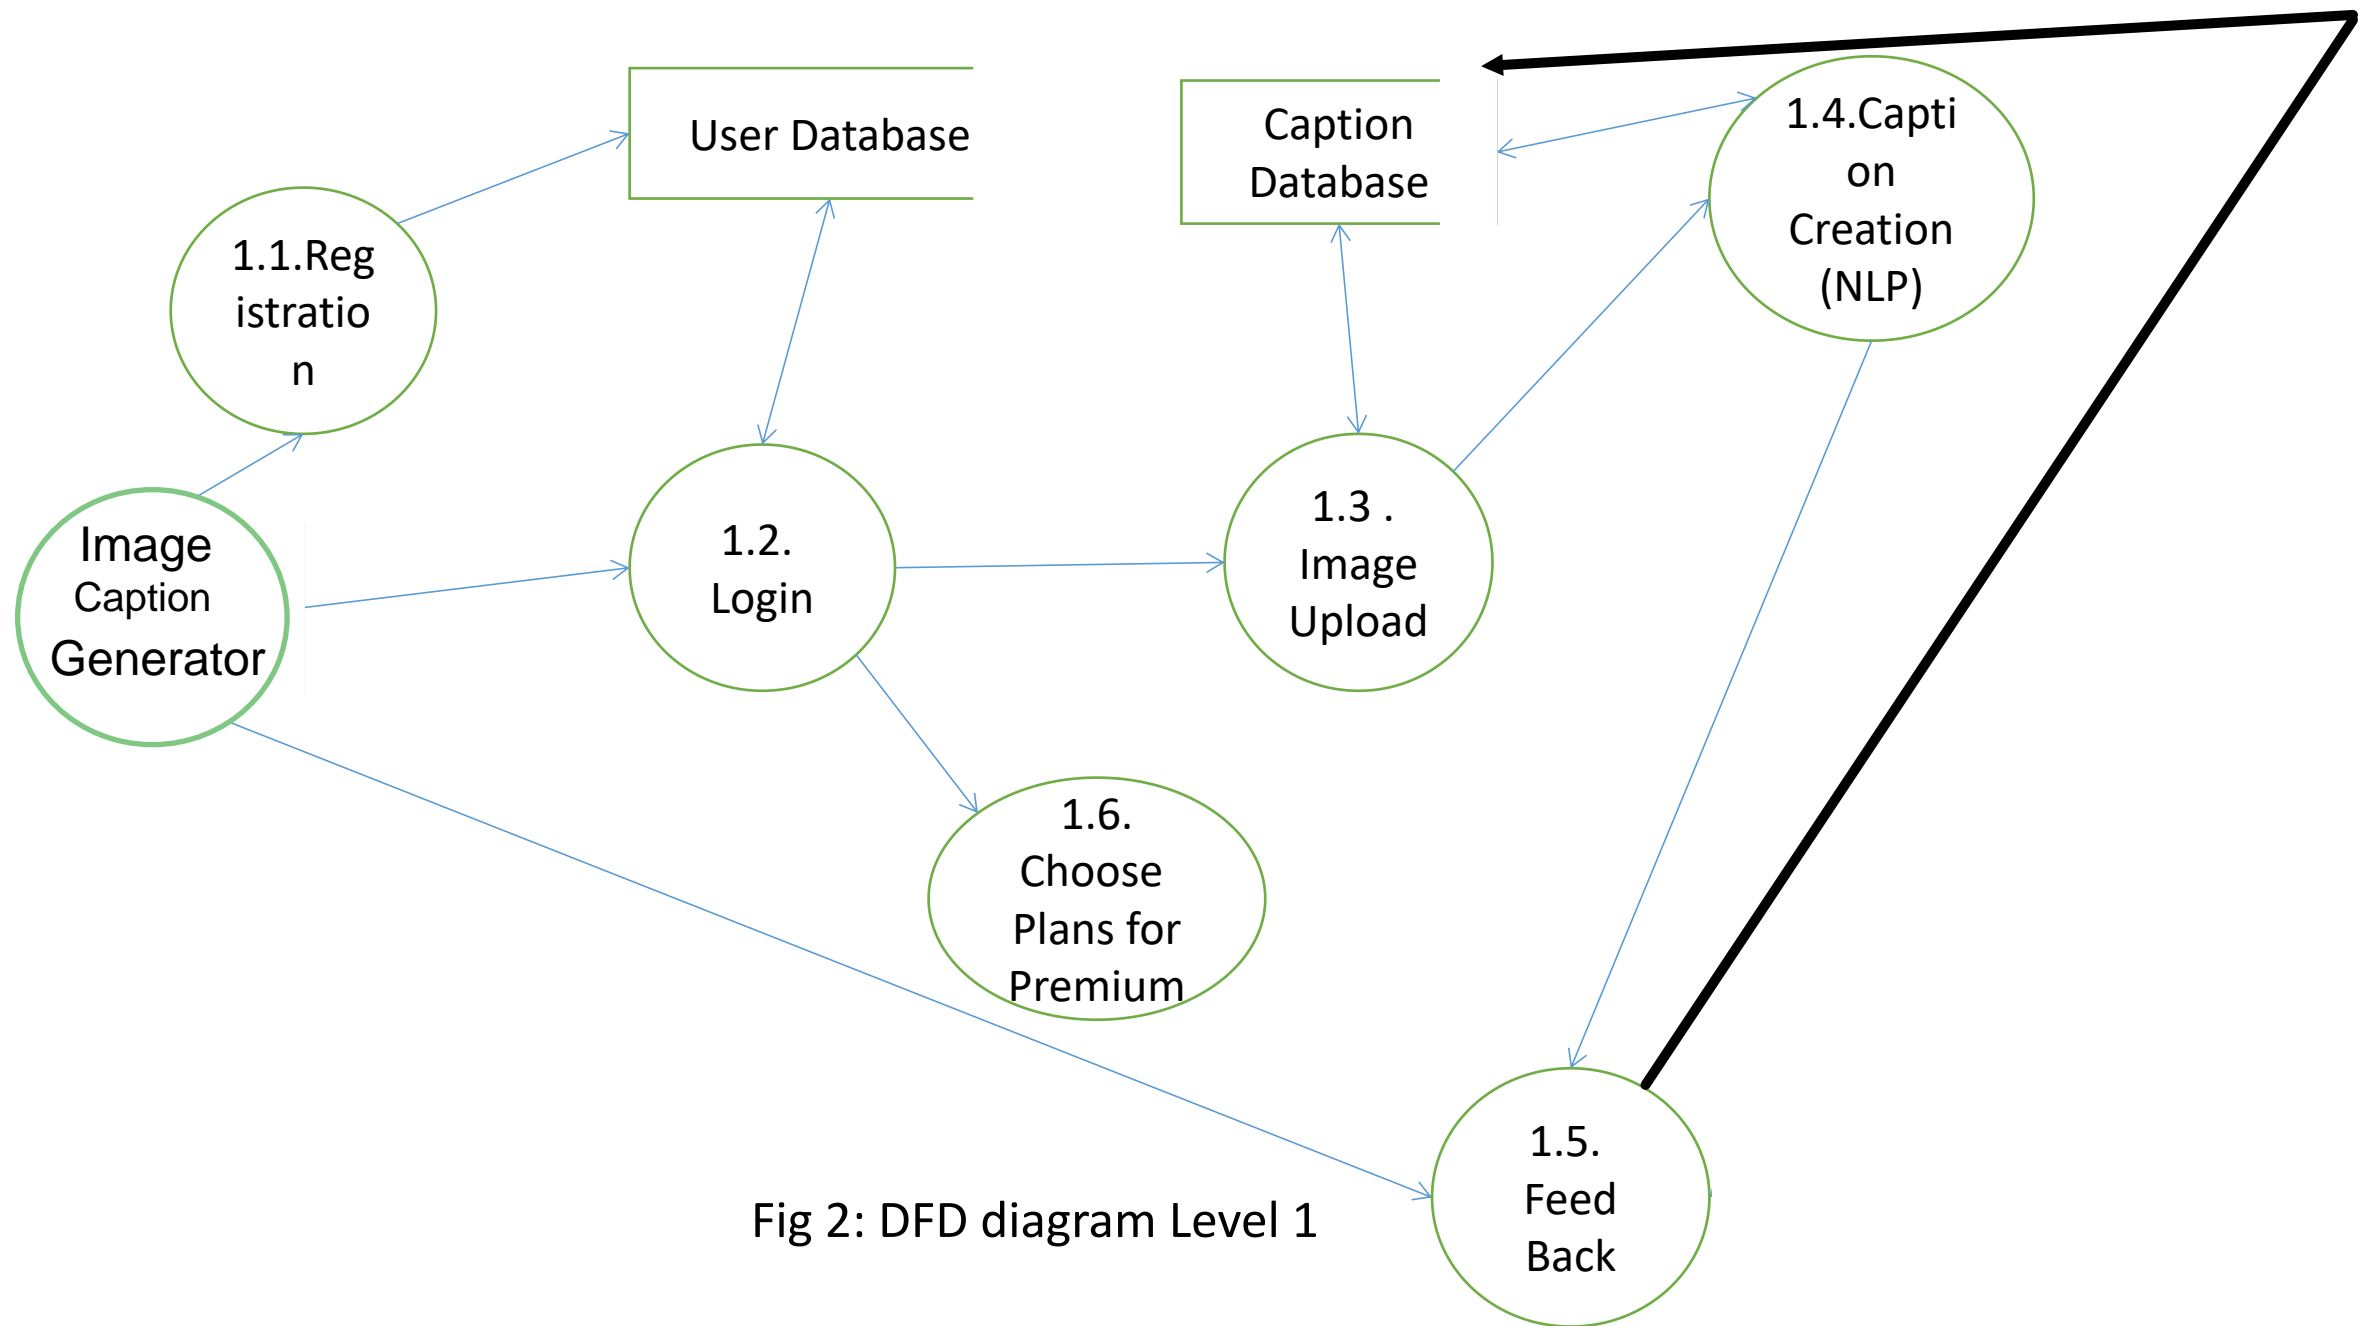 User Database
Caption
Database
1.4.Capti
on
Creation
(NLP)
1.1.Reg
istratio
n
Image
Caption
Generator
1.2.
Login
1.3 .
Image
Upload
1.6.
Choose
Plans for
Premium
1.5.
Feed
Back
Fig 2: DFD diagram Level 1